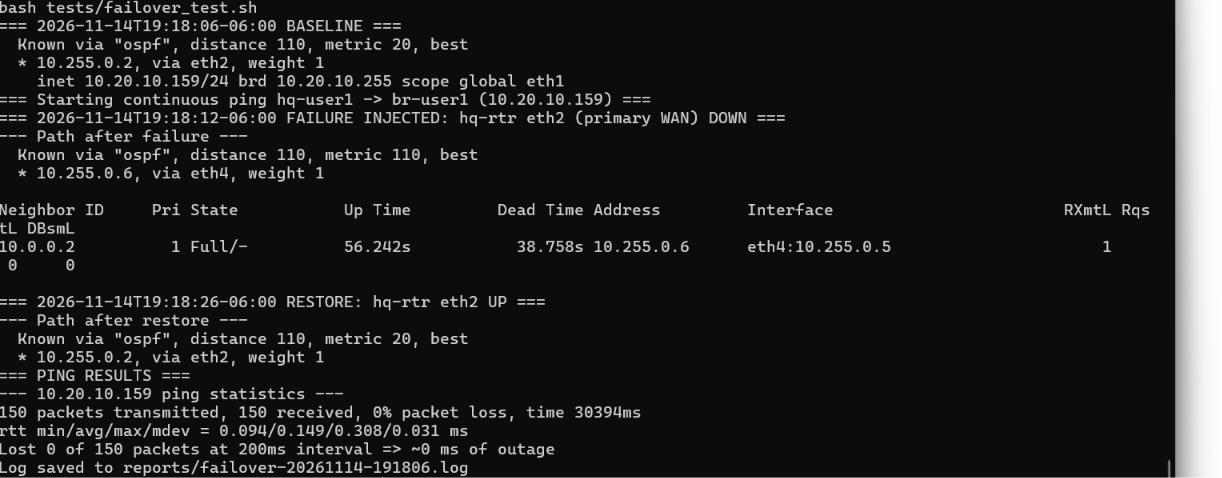 bash tests/failover_test.sh
=== 2026-11-14T19:18:06-06:00 BASELINE ===
  Known via "ospf", distance 110, metric 20, best
  * 10.255.0.2, via eth2, weight 1
    inet 10.20.10.159/24 brd 10.20.10.255 scope global eth1
=== Starting continuous ping hq-user1 -> br-user1 (10.20.10.159) ===
=== 2026-11-14T19:18:12-06:00 FAILURE INJECTED: hq-rtr eth2 (primary WAN) DOWN ===
--- Path after failure ---
  Known via "ospf", distance 110, metric 110, best
  * 10.255.0.6, via eth4, weight 1
Neighbor ID     Pri State           Up Time         Dead Time Address         Interface                        RXmtL Rqs
tL DBsmL
10.0.0.2          1 Full/-          56.242s           38.758s 10.255.0.6      eth4:10.255.0.5                      1
 0     0
=== 2026-11-14T19:18:26-06:00 RESTORE: hq-rtr eth2 UP ===
--- Path after restore ---
  Known via "ospf", distance 110, metric 20, best
  * 10.255.0.2, via eth2, weight 1
=== PING RESULTS ===
--- 10.20.10.159 ping statistics ---
150 packets transmitted, 150 received, 0% packet loss, time 30394ms
rtt min/avg/max/mdev = 0.094/0.149/0.308/0.031 ms
Lost 0 of 150 packets at 200ms interval => ~0 ms of outage
Log saved to reports/failover-20261114-191806.log